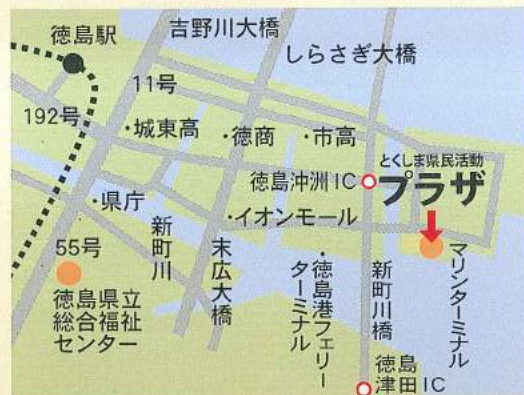 徳島駅
吉野川大橋
しらさぎ大橋
11号
192号
・城東高
・徳商
・市高
とくしま県民活動
プラザ
徳島沖洲IC
・県庁
・イオンモール
新町川
末広大橋
・徳島港フェリー
ターミナル
新町川橋
マリンターミナル
55号
徳島県立
総合福祉
センター
徳島
津田IC